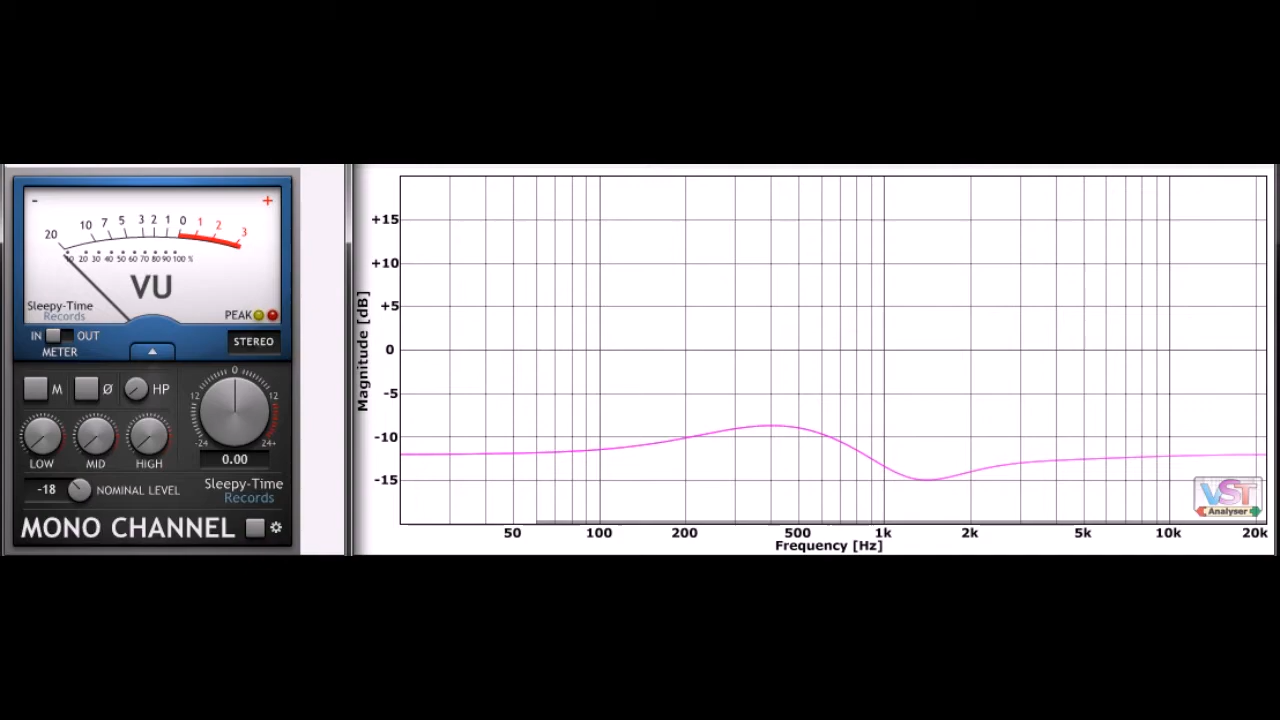 - +
20 10 7 5 3 2 1 0 1 2 3
10 20 30 40 50 60 70 80 90 100 %
VU
Sleepy-Time
Records
PEAK
IN OUT
METER
STEREO
M Ø HP
0
12 12
-24 24+
LOW MID HIGH
0.00
-18 NOMINAL LEVEL
Sleepy-Time
Records
MONO CHANNEL
Magnitude [dB]
+15
+10
+5
0
-5
-10
-15
50 100 200 500 1k 2k 5k 10k 20k
Frequency [Hz]
VST
Analyser